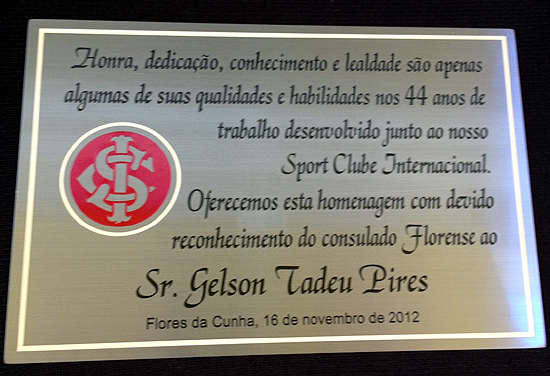 Honra, dedicação, conhecimento e lealdade são apenas
algumas de suas qualidades e habilidades nos 44 anos de
trabalho desenvolvido junto ao nosso
Sport Clube Internacional.
Oferecemos esta homenagem com devido
reconhecimento do consulado Florense ao
Sr. Gelson Tadeu Pires
Flores da Cunha, 16 de novembro de 2012